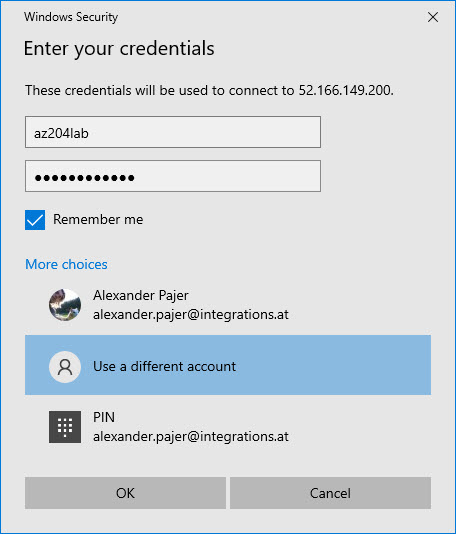 Windows Security
Enter your credentials
These credentials will be used to connect to 52.166.149.200.
az204lab
●●●●●●●●●●●●
Remember me
More choices
Alexander Pajer
alexander.pajer@integrations.at
Use a different account
PIN
alexander.pajer@integrations.at
OK
Cancel